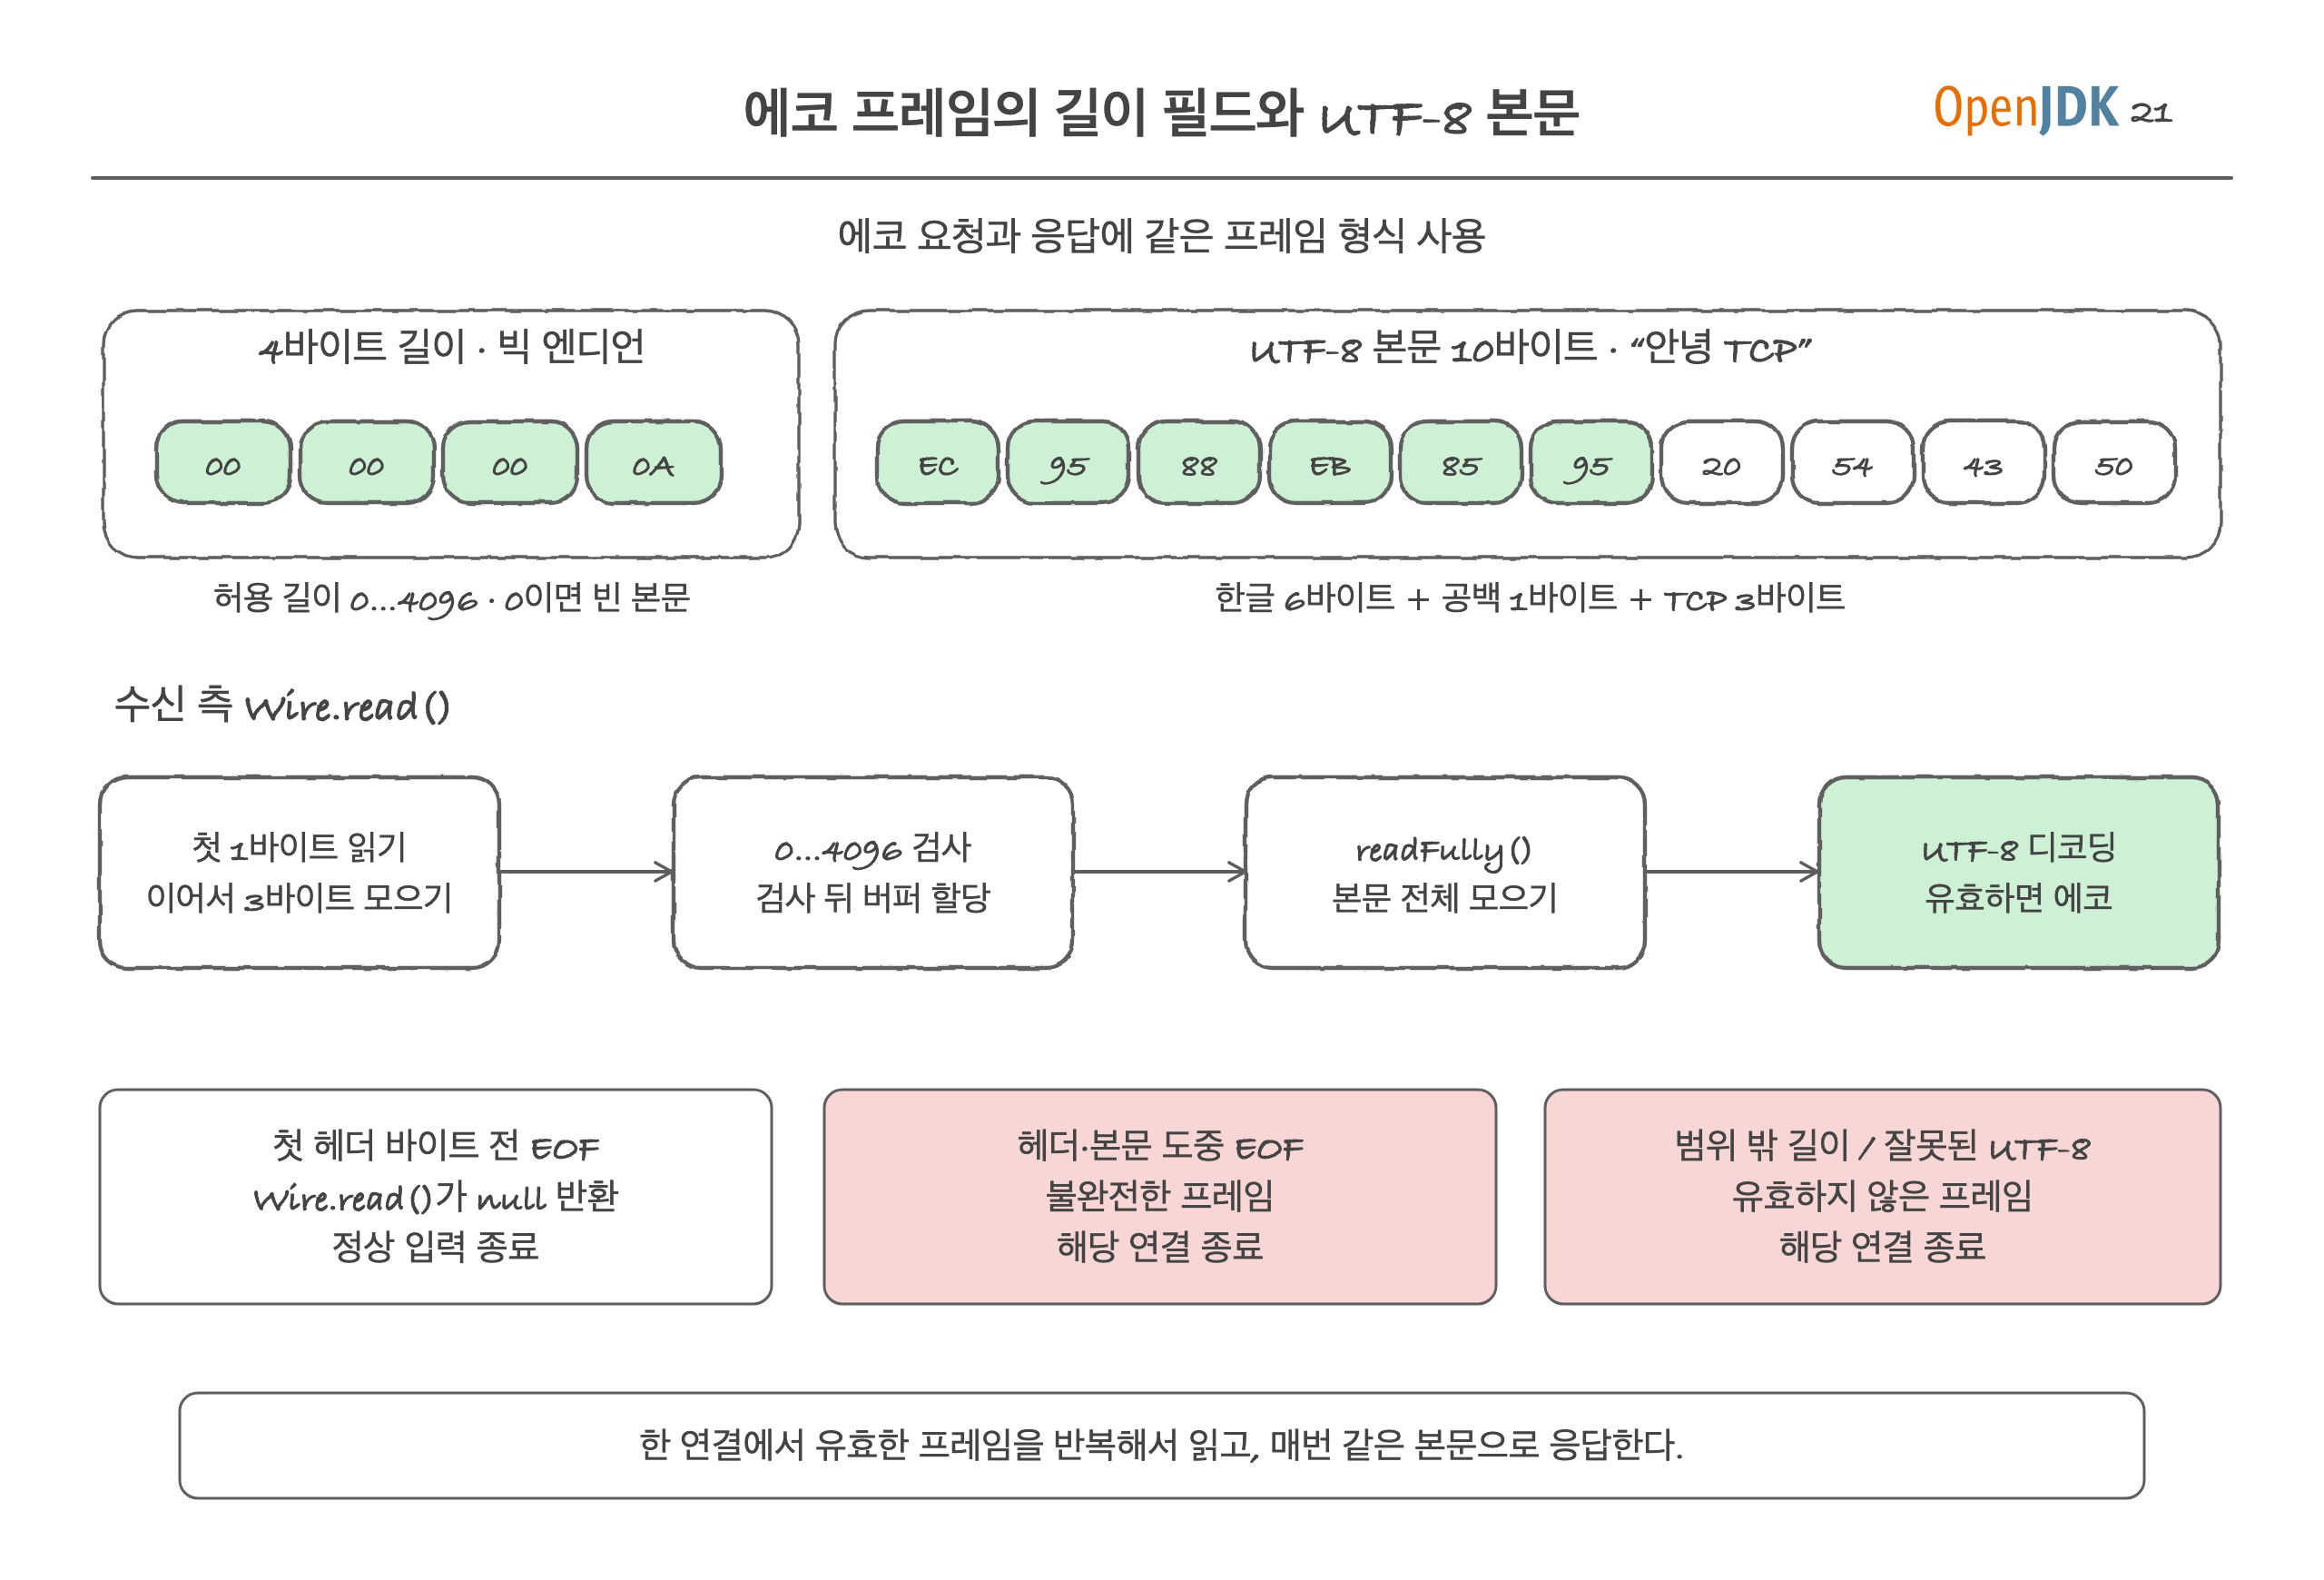 에코 프레임의 길이 필드와 UTF-8 본문
OpenJDK 21
에코 요청과 응답에 같은 프레임 형식 사용
4바이트 길이 · 빅 엔디언
00 00 00 0A
허용 길이 0...4096 · 0이면 빈 본문
UTF-8 본문 10바이트 · “안녕 TCP”
EC 95 88 EB 85 95 20 54 43 50
한글 6바이트 + 공백 1바이트 + TCP 3바이트
수신 측 Wire.read()
첫 1바이트 읽기
이어서 3바이트 모으기
0...4096 검사
검사 뒤 버퍼 할당
readFully()
본문 전체 모으기
UTF-8 디코딩
유효하면 에코
첫 헤더 바이트 전 EOF
Wire.read()가 null 반환
정상 입력 종료
헤더·본문 도중 EOF
불완전한 프레임
해당 연결 종료
범위 밖 길이 / 잘못된 UTF-8
유효하지 않은 프레임
해당 연결 종료
한 연결에서 유효한 프레임을 반복해서 읽고, 매번 같은 본문으로 응답한다.